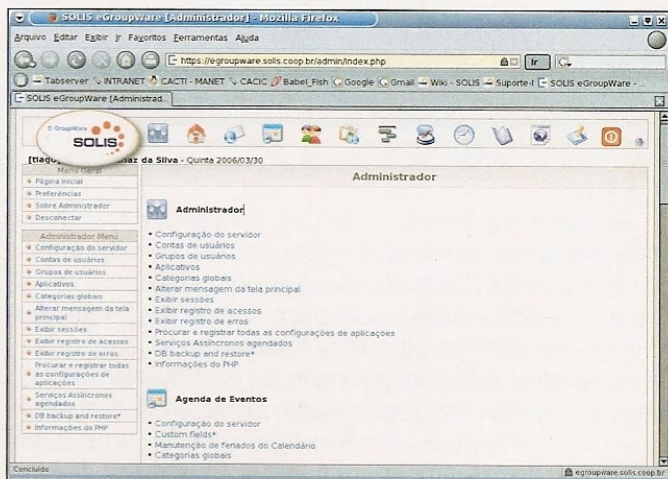 SOLIS eGroupWare [Administrador] - Mozilla Firefox
Arquivo Editar Exibir Ir Favoritos Ferramentas Ajuda
https://egroupware.solis.coop.br/admin/index.php
Ir
G
Tabserver INTRANET CACTI - MANET CACIC Babel_Fish Google Gmail Wiki - SOLIS Suporte-I SOLIS eGroupWare - ...
SOLIS eGroupWare [Administrad...
GroupWare
SOLIS
[tiago] da Silva - Quinta 2006/03/30
Menu Geral
Página Inicial
Preferências
Sobre Administrador
Desconectar
Administrador Menú
Configuração do servidor
Contas de usuários
Grupos de usuários
Aplicativos
Categorias globais
Alterar mensagem da tela
principal
Exibir sessões
Exibir registro de acessos
Exibir registro de erros
Procurar e registrar todas
as configurações de
aplicações
Serviços Assíncronos
agendados
DB backup and restore*
Informações do PHP
Administrador
Administrador
• Configuração do servidor
• Contas de usuários
• Grupos de usuários
• Aplicativos
• Categorias globais
• Alterar mensagem da tela principal
• Exibir sessões
• Exibir registro de acessos
• Exibir registro de erros
• Procurar e registrar todas as configurações de aplicações
• Serviços Assíncronos agendados
• DB backup and restore*
• Informações do PHP
Agenda de Eventos
• Configuração do servidor
• Custom fields*
• Manutenção de feriados do Calendário
• Categorias globais
Concluído
egroupware.solis.coop.br